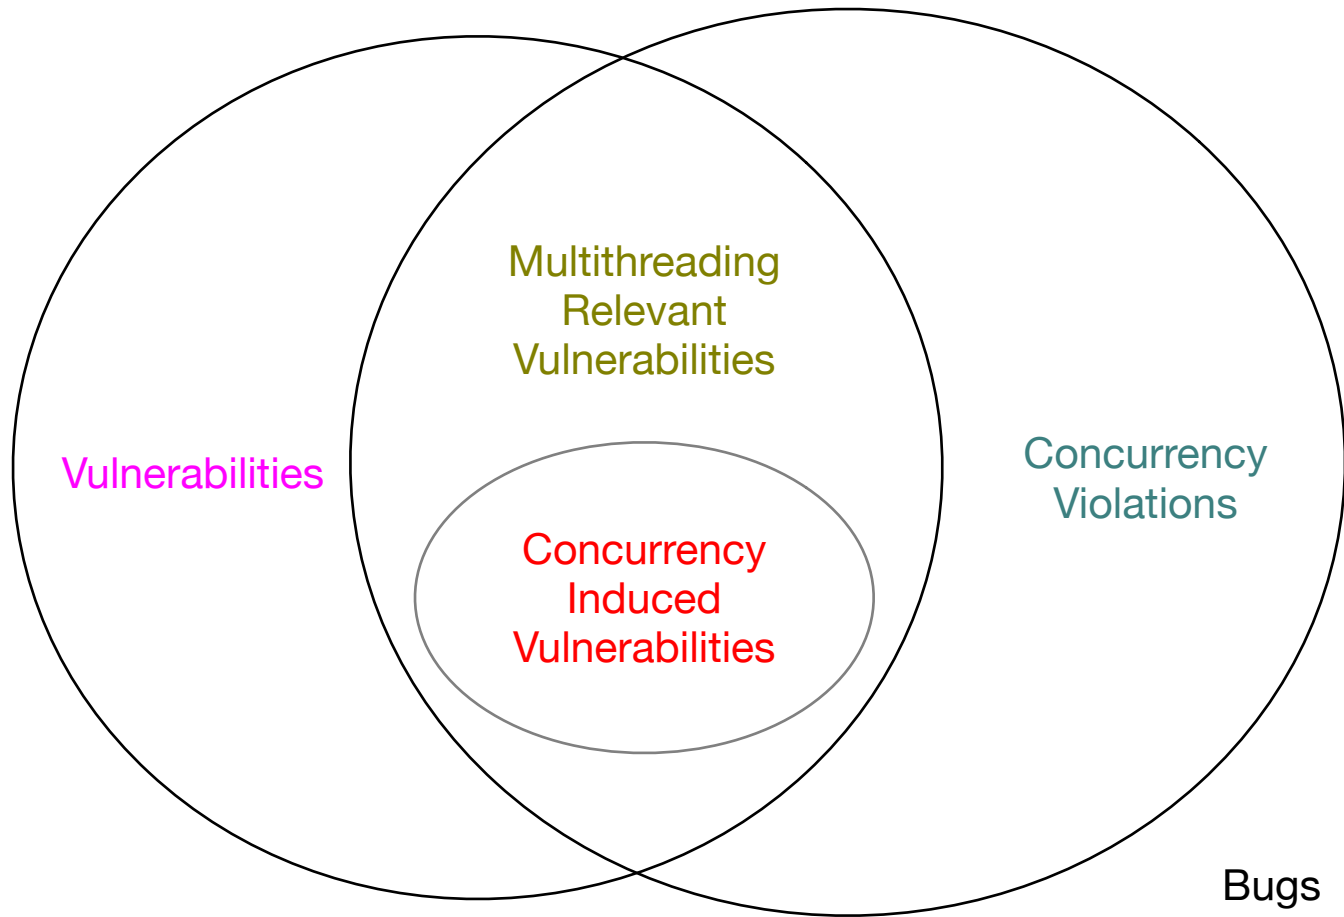 Multithreading
Relevant
Vulnerabilities
Vulnerabilities
Concurrency
Violations
Concurrency
Induced
Vulnerabilities
Bugs